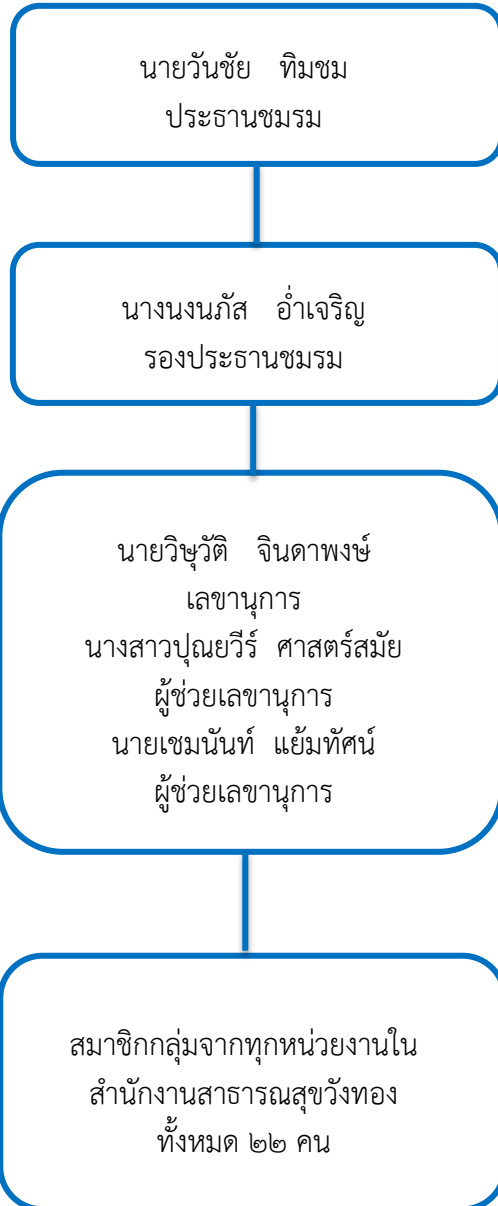 นายวันชัย ทิมชม
ประธานชมรม
นางนงนภัส อ่ำเจริญ
รองประธานชมรม
นายวิษุวัติ จินดาพงษ์
เลขานุการ
นางสาวปุณยวีร์ ศาสตร์สมัย
ผู้ช่วยเลขานุการ
นายเชมนันท์ แย้มทัศน์
ผู้ช่วยเลขานุการ
สมาชิกกลุ่มจากทุกหน่วยงานใน
สำนักงานสาธารณสุขวังทอง
ทั้งหมด ๒๒ คน